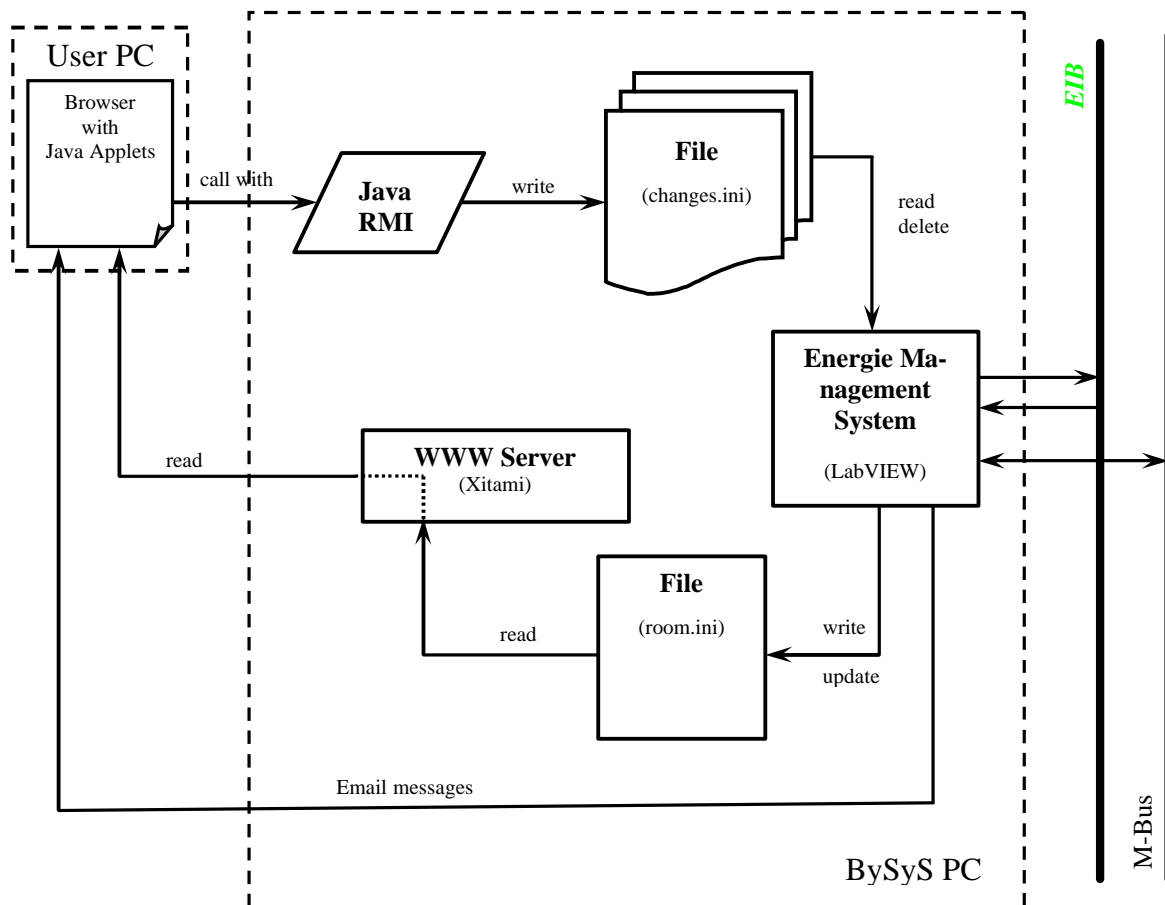 User PC
Browser
with
Java Applets
call with
Java
RMI
write
File
(changes.ini)
read
delete
EIB
Energie Ma-
nagement
System
(LabVIEW)
WWW Server
(Xitami)
read
File
(room.ini)
read
write
update
Email messages
BySyS PC
M-Bus